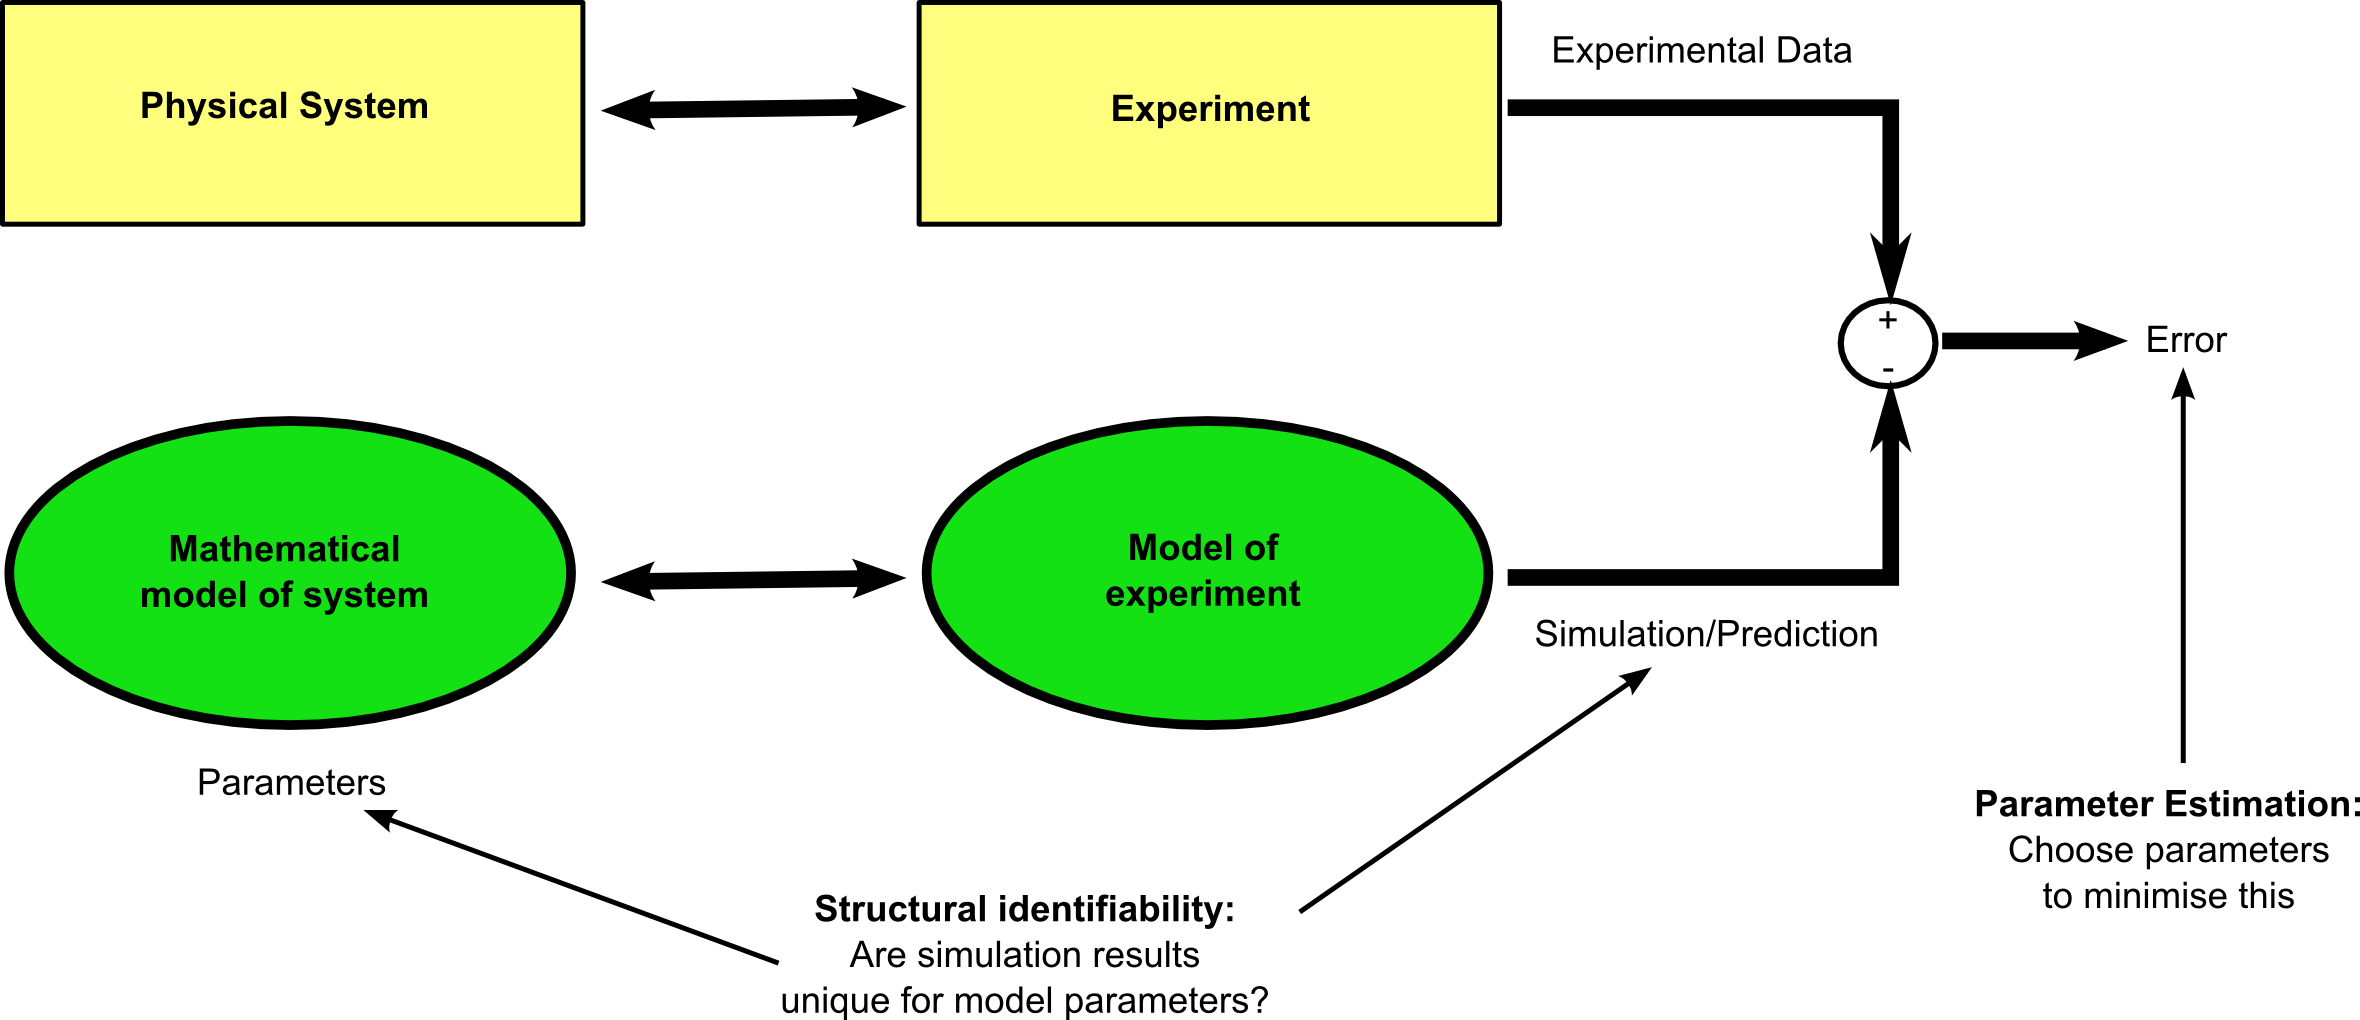 Physical System
Experiment
Experimental Data
+
-
Error
Mathematical
model of system
Model of
experiment
Simulation/Prediction
Parameters
Structural identifiability:
Are simulation results
unique for model parameters?
Parameter Estimation:
Choose parameters
to minimise this